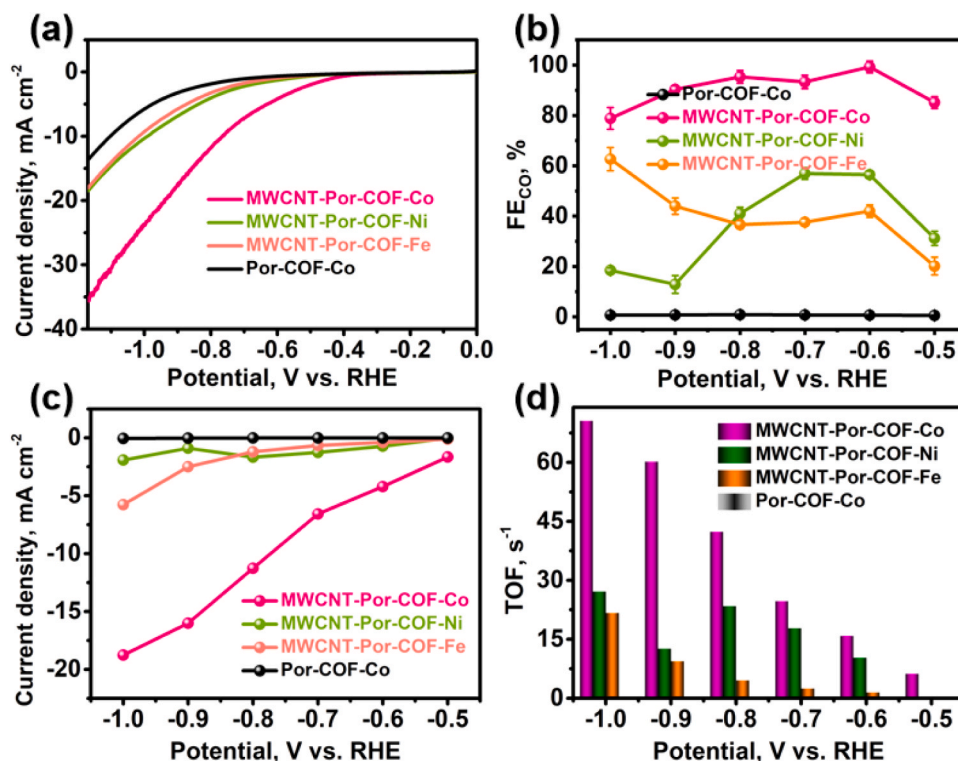 (a)
Current density, mA cm⁻²
0
-10
-20
-30
-40
MWCNT-Por-COF-Co
MWCNT-Por-COF-Ni
MWCNT-Por-COF-Fe
Por-COF-Co
-1.0 -0.8 -0.6 -0.4 -0.2 0.0
Potential, V vs. RHE
(b)
FE_CO, %
100
80
60
40
20
0
Por-COF-Co
MWCNT-Por-COF-Co
MWCNT-Por-COF-Ni
MWCNT-Por-COF-Fe
-1.0 -0.9 -0.8 -0.7 -0.6 -0.5
Potential, V vs. RHE
(c)
Current density, mA cm⁻²
0
-5
-10
-15
-20
MWCNT-Por-COF-Co
MWCNT-Por-COF-Ni
MWCNT-Por-COF-Fe
Por-COF-Co
-1.0 -0.9 -0.8 -0.7 -0.6 -0.5
Potential, V vs. RHE
(d)
TOF, s⁻¹
60
45
30
15
0
MWCNT-Por-COF-Co
MWCNT-Por-COF-Ni
MWCNT-Por-COF-Fe
Por-COF-Co
-1.0 -0.9 -0.8 -0.7 -0.6 -0.5
Potential, V vs. RHE